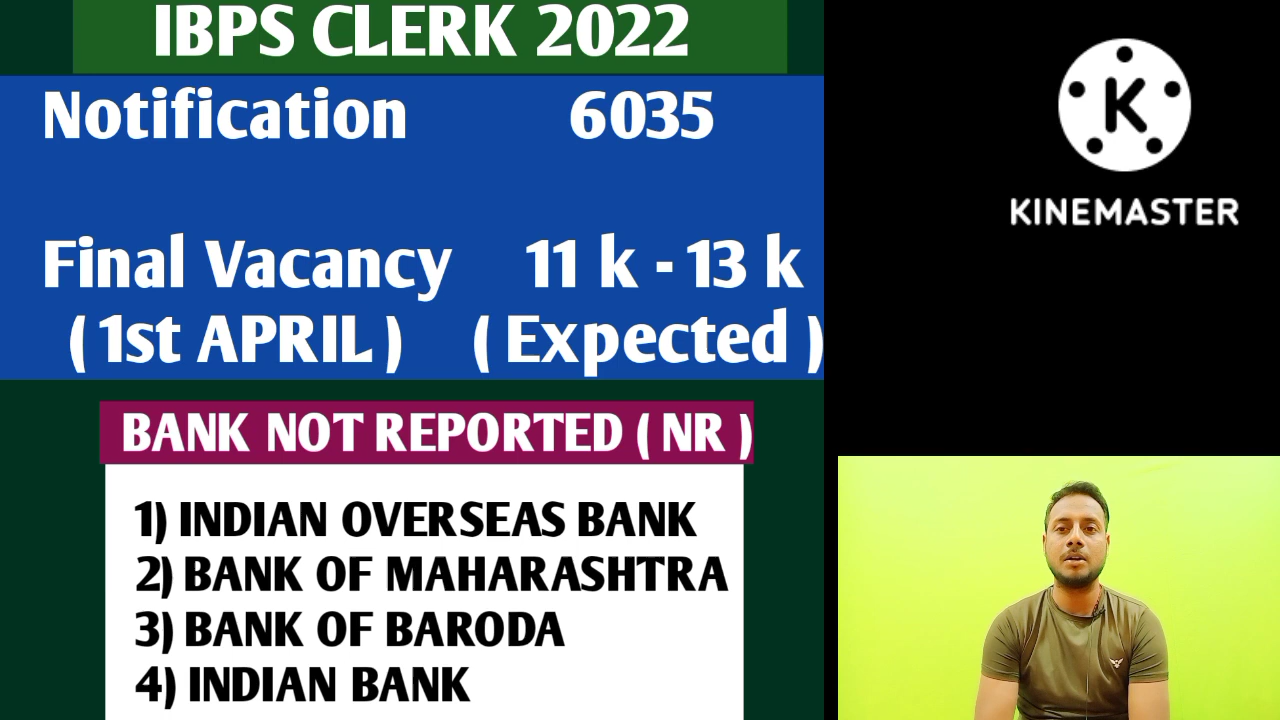 IBPS CLERK 2022
Notification 6035
Final Vacancy 11 k - 13 k
( 1st APRIL ) ( Expected )
BANK NOT REPORTED ( NR )
1) INDIAN OVERSEAS BANK
2) BANK OF MAHARASHTRA
3) BANK OF BARODA
4) INDIAN BANK
K
KINEMASTER